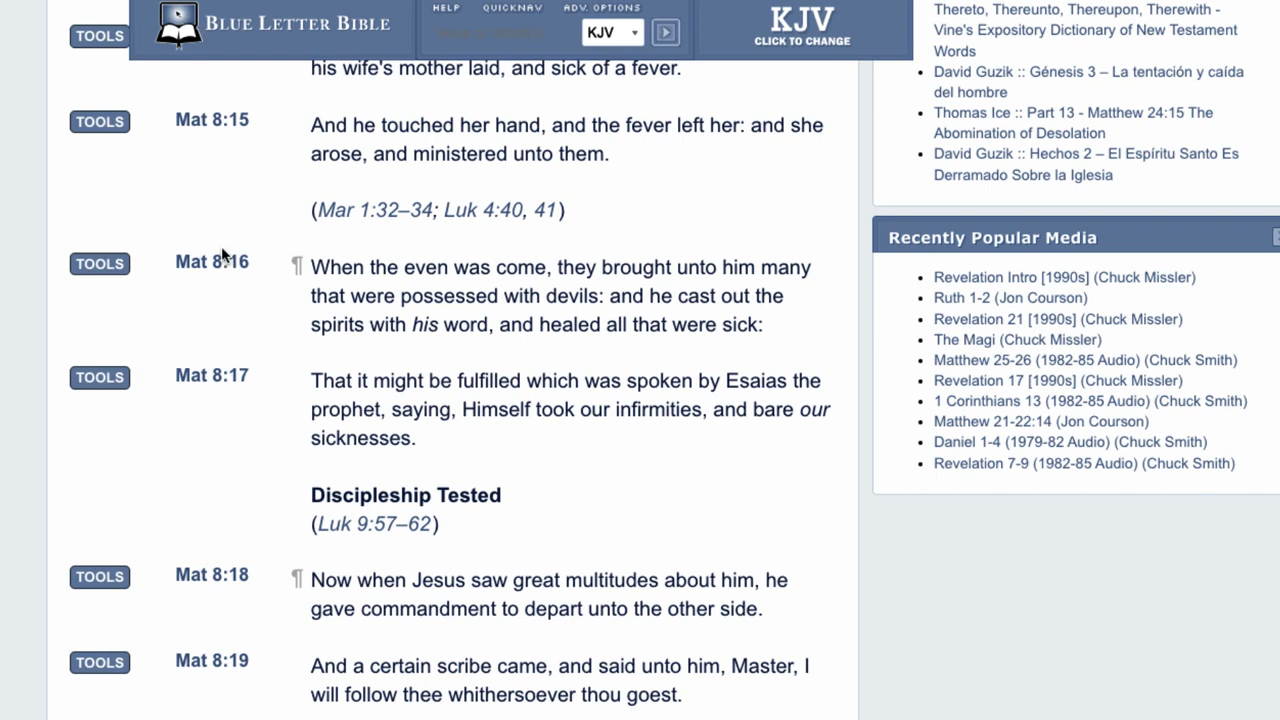 BLUE LETTER BIBLE
HELP QUICKNAV ADV. OPTIONS
KJV
KJV
CLICK TO CHANGE
TOOLS
his wife's mother laid, and sick of a fever.
TOOLS Mat 8:15 And he touched her hand, and the fever left her: and she
arose, and ministered unto them.
(Mar 1:32–34; Luk 4:40, 41)
TOOLS Mat 8:16 ¶ When the even was come, they brought unto him many
that were possessed with devils: and he cast out the
spirits with his word, and healed all that were sick:
TOOLS Mat 8:17 That it might be fulfilled which was spoken by Esaias the
prophet, saying, Himself took our infirmities, and bare our
sicknesses.
Discipleship Tested
(Luk 9:57–62)
TOOLS Mat 8:18 ¶ Now when Jesus saw great multitudes about him, he
gave commandment to depart unto the other side.
TOOLS Mat 8:19 And a certain scribe came, and said unto him, Master, I
will follow thee whithersoever thou goest.
Thereto, Thereunto, Thereupon, Therewith -
Vine's Expository Dictionary of New Testament
Words
David Guzik :: Génesis 3 – La tentación y caída
del hombre
Thomas Ice :: Part 13 - Matthew 24:15 The
Abomination of Desolation
David Guzik :: Hechos 2 – El Espíritu Santo Es
Derramado Sobre la Iglesia
Recently Popular Media
Revelation Intro [1990s] (Chuck Missler)
Ruth 1-2 (Jon Courson)
Revelation 21 [1990s] (Chuck Missler)
The Magi (Chuck Missler)
Matthew 25-26 (1982-85 Audio) (Chuck Smith)
Revelation 17 [1990s] (Chuck Missler)
1 Corinthians 13 (1982-85 Audio) (Chuck Smith)
Matthew 21-22:14 (Jon Courson)
Daniel 1-4 (1979-82 Audio) (Chuck Smith)
Revelation 7-9 (1982-85 Audio) (Chuck Smith)